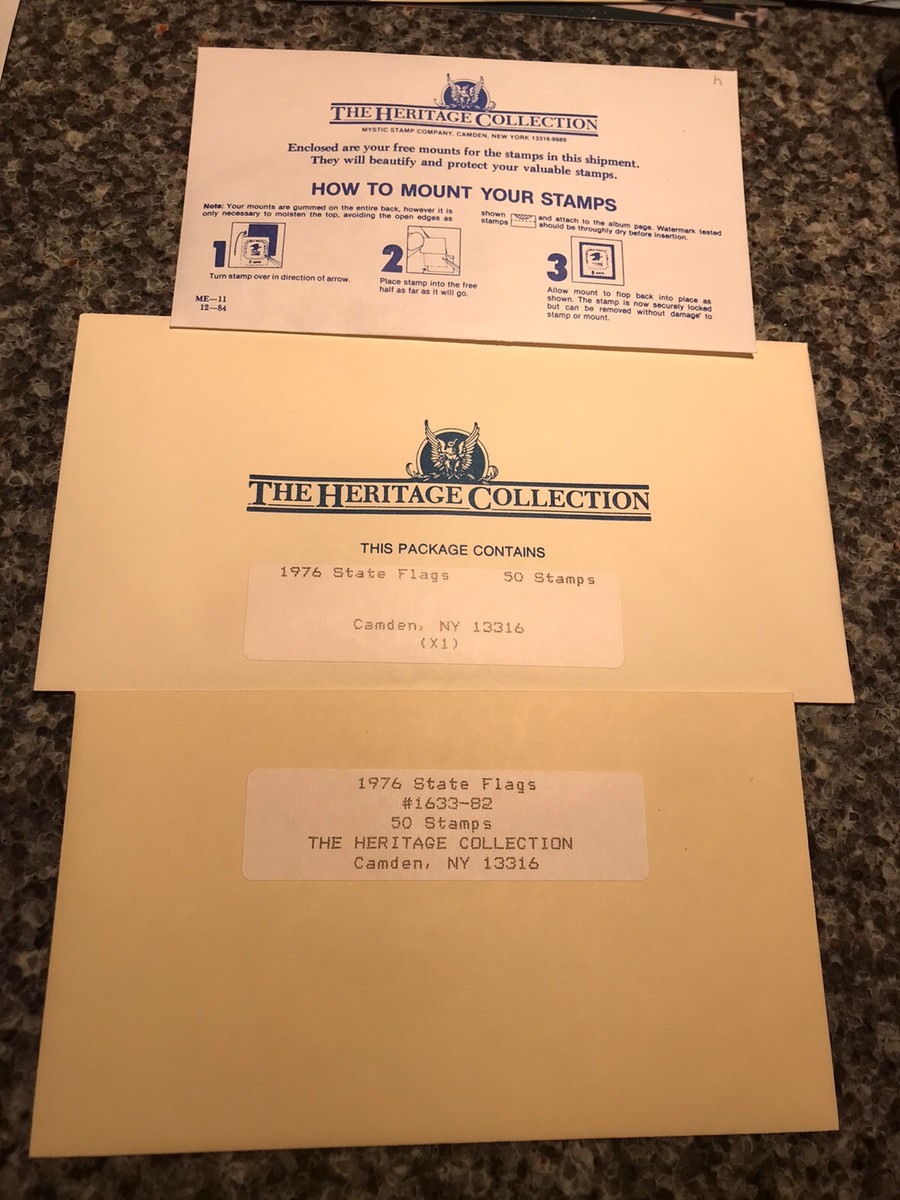 THE HERITAGE COLLECTION
MYSTIC STAMP COMPANY, CAMDEN, NEW YORK 13316-9989
Enclosed are your free mounts for the stamps in this shipment.
They will beautify and protect your valuable stamps.
HOW TO MOUNT YOUR STAMPS
Note: Your mounts are gummed on the entire back, however it is
only necessary to moisten the top, avoiding the open edges as
shown and attach to the album page. Watermark tested
stamps should be throughly dry before insertion.
1
Turn stamp over in direction of arrow.
2
Place stamp into the free
half as far as it will go.
3
Allow mount to flop back into place as
shown. The stamp is now securely locked
but can be removed without damage to
stamp or mount.
ME—11
12—84
THE HERITAGE COLLECTION
THIS PACKAGE CONTAINS
1976 State Flags 50 Stamps
Camden, NY 13316
(X1)
1976 State Flags
#1633-82
50 Stamps
THE HERITAGE COLLECTION
Camden, NY 13316